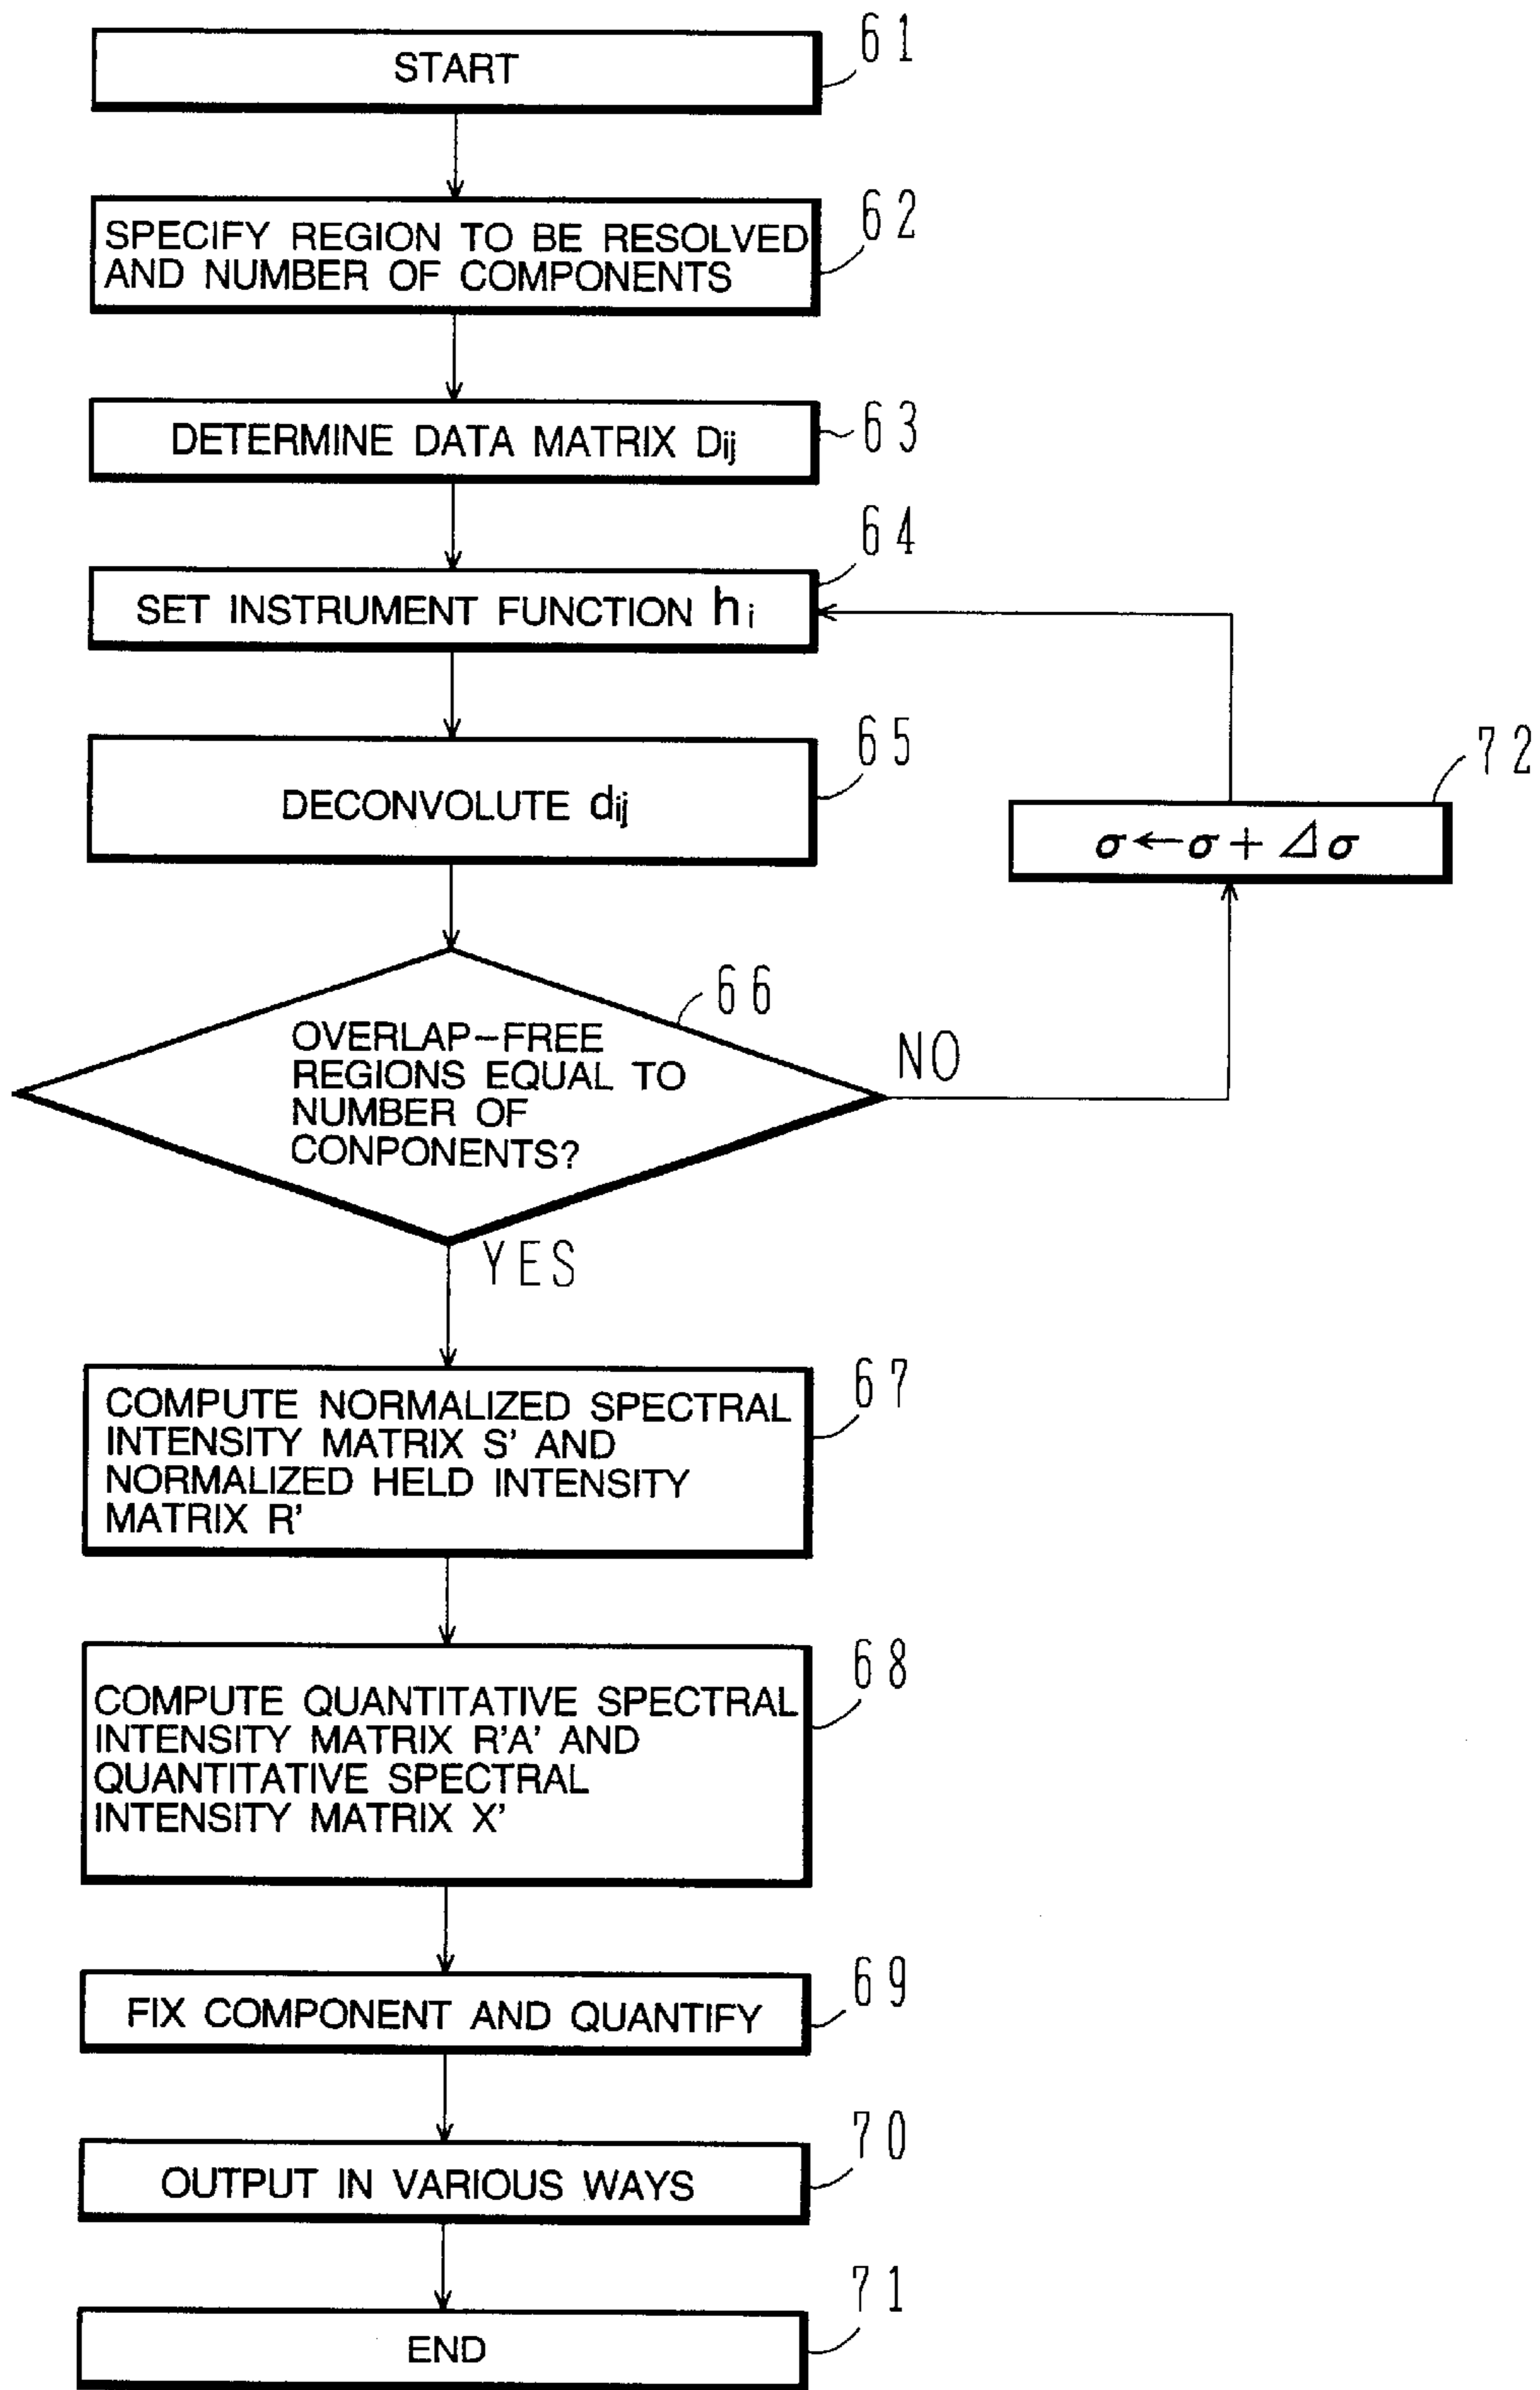 61
START
62
SPECIFY REGION TO BE RESOLVED
AND NUMBER OF COMPONENTS
63
DETERMINE DATA MATRIX Dij
64
SET INSTRUMENT FUNCTION hi
65
DECONVOLUTE dij
72
σ←σ+Δσ
66
OVERLAP-FREE
REGIONS EQUAL TO
NUMBER OF
CONPONENTS?
NO
YES
67
COMPUTE NORMALIZED SPECTRAL
INTENSITY MATRIX S' AND
NORMALIZED HELD INTENSITY
MATRIX R'
68
COMPUTE QUANTITATIVE SPECTRAL
INTENSITY MATRIX R'A' AND
QUANTITATIVE SPECTRAL
INTENSITY MATRIX X'
69
FIX COMPONENT AND QUANTIFY
70
OUTPUT IN VARIOUS WAYS
71
END